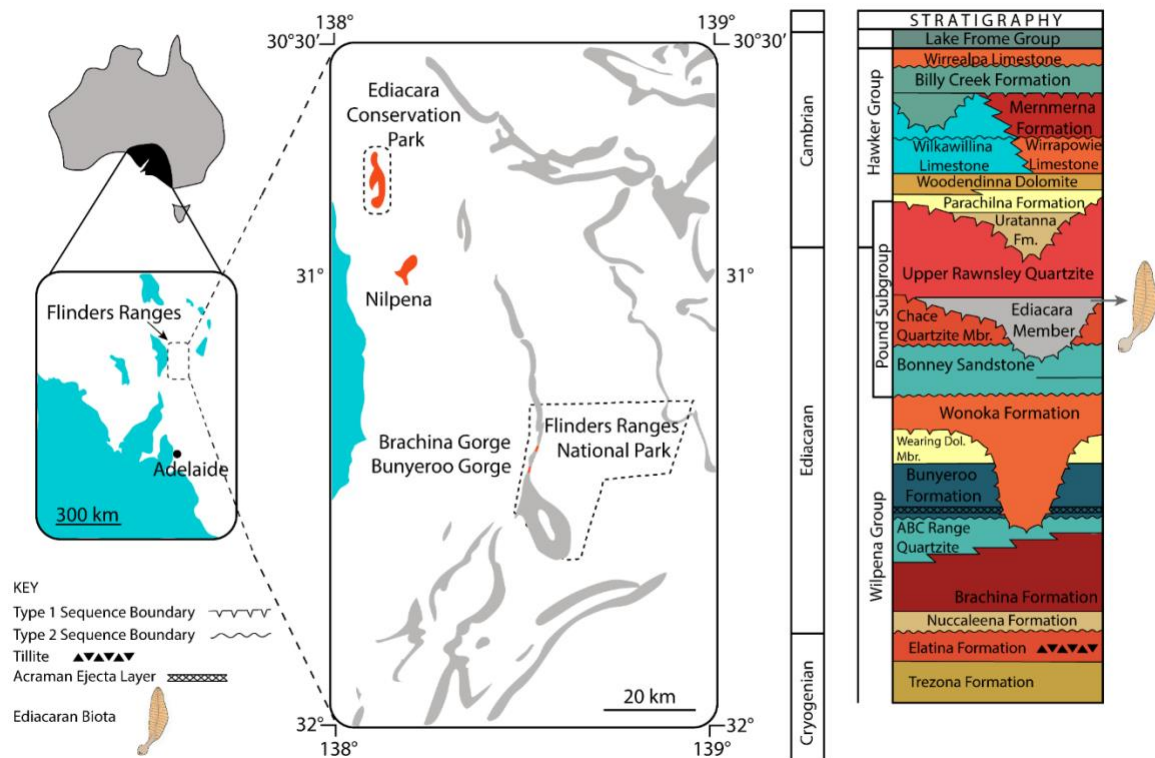 138°
139°
30°30'
30°30'
Ediacara
Conservation
Park
31°
31°
Nilpena
Brachina Gorge
Bunyeroo Gorge
Flinders Ranges
National Park
20 km
32°
32°
138°
139°
Flinders Ranges
Adelaide
300 km
KEY
Type 1 Sequence Boundary
Type 2 Sequence Boundary
Tillite
Acraman Ejecta Layer
Ediacaran Biota
Cambrian
Ediacaran
Cryogenian
Hawker Group
Pound Subgroup
Wilpena Group
STRATIGRAPHY
Lake Frome Group
Wirrealpa Limestone
Billy Creek Formation
Mernmerna
Formation
Wilkawillina
Limestone
Wirrapowie
Limestone
Woodendinna Dolomite
Parachilna Formation
Uratanna
Fm.
Upper Rawnsley Quartzite
Chace
Quartzite Mbr.
Ediacara
Member
Bonney Sandstone
Wonoka Formation
Wearing Dol.
Mbr.
Bunyeroo
Formation
ABC Range
Quartzite
Brachina Formation
Nuccaleena Formation
Elatina Formation
Trezona Formation